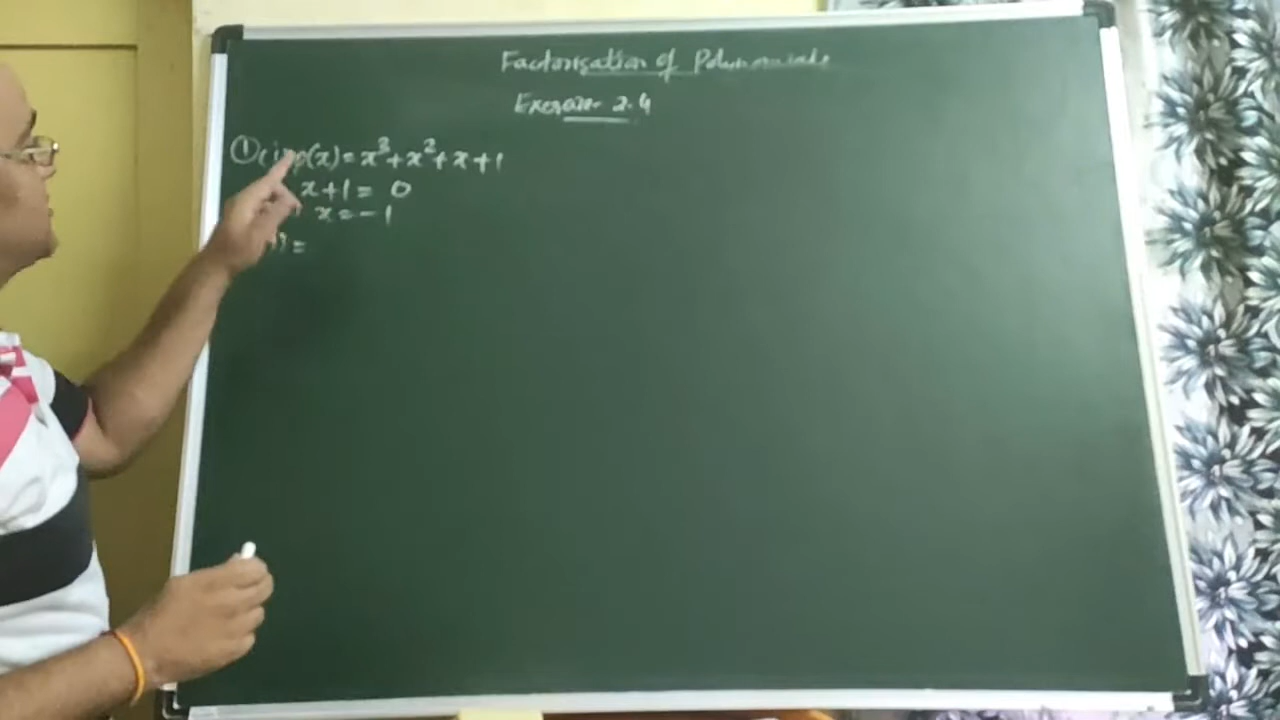 Factorisation of Polynomials
Exercise 2.4
① (i) p(x) = x³ + x² + x + 1
x + 1 = 0
x = - 1
=